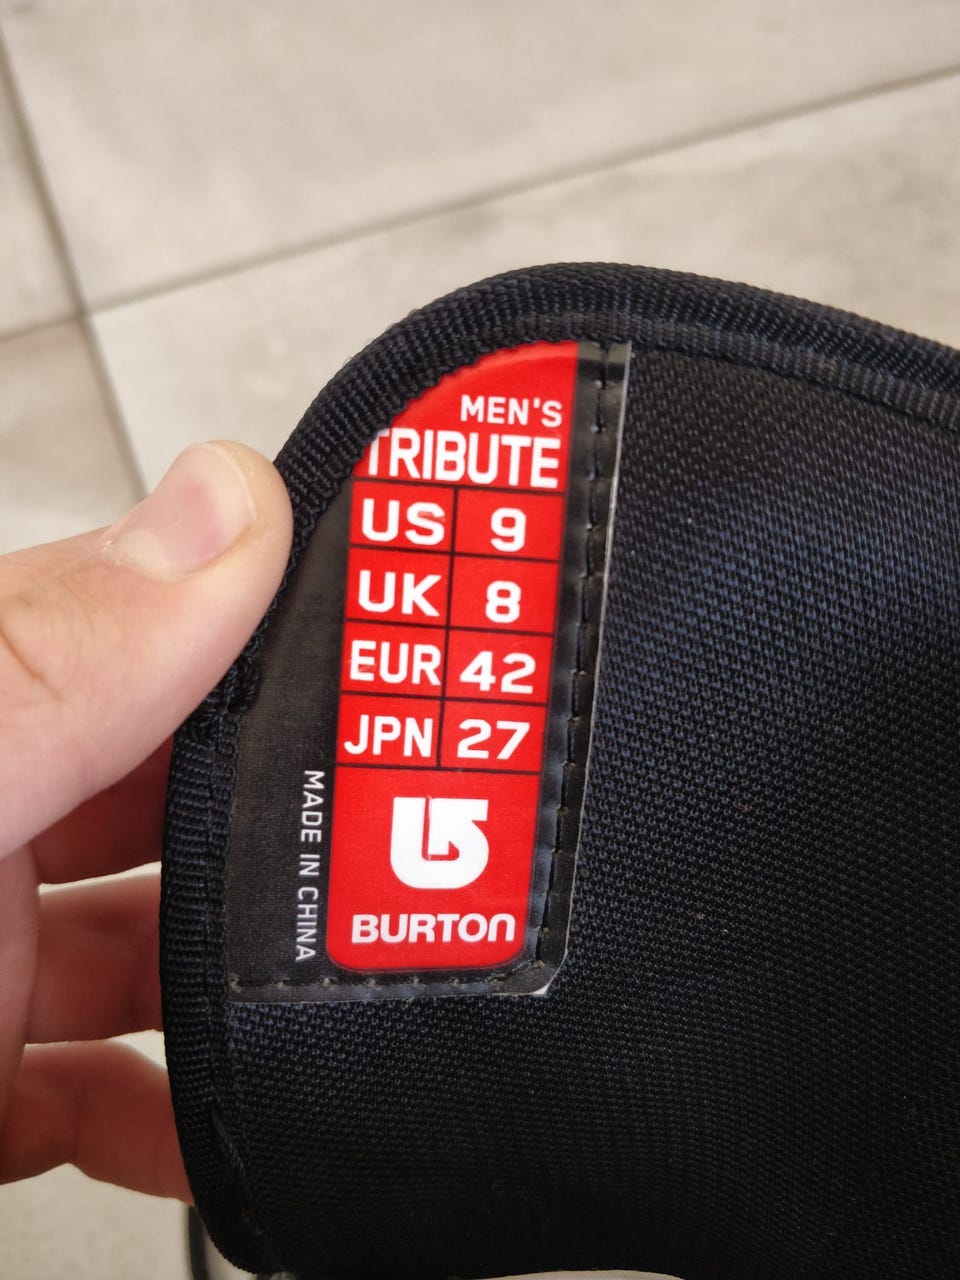 MEN'S
TRIBUTE
US 9
UK 8
EUR 42
JPN 27
BURTON
MADE IN CHINA